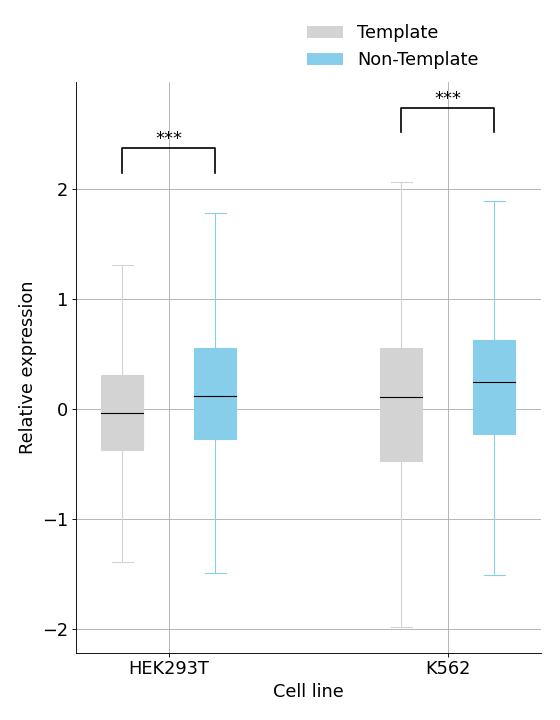 Template
Non-Template
***
***
2
1
0
−1
−2
Relative expression
HEK293T
K562
Cell line